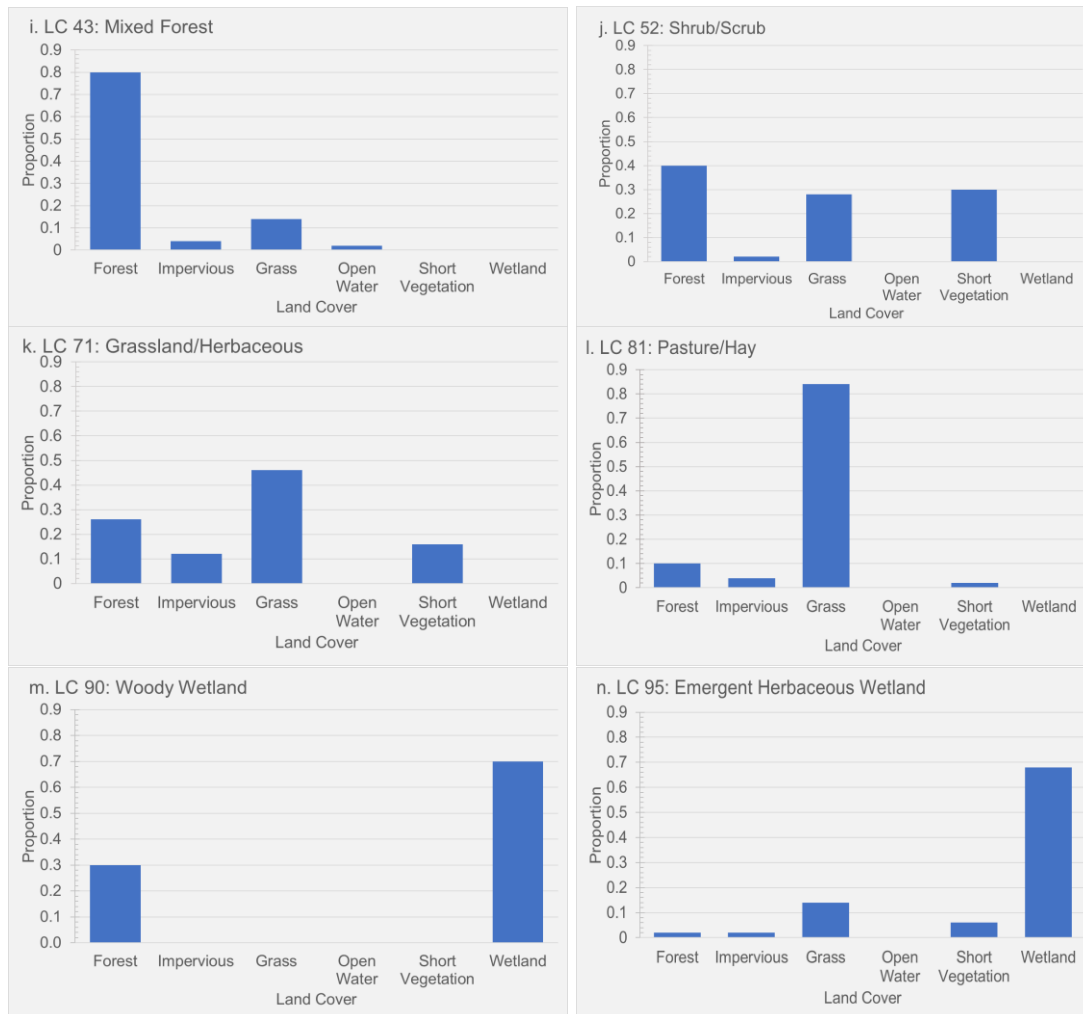 i. LC 43: Mixed Forest
0.9
0.8
0.7
0.6
0.5
0.4
0.3
0.2
0.1
0
Proportion
Forest Impervious Grass Open Water Short Vegetation Wetland
Land Cover
j. LC 52: Shrub/Scrub
0.9
0.8
0.7
0.6
0.5
0.4
0.3
0.2
0.1
0
Proportion
Forest Impervious Grass Open Water Short Vegetation Wetland
Land Cover
k. LC 71: Grassland/Herbaceous
0.9
0.8
0.7
0.6
0.5
0.4
0.3
0.2
0.1
0
Proportion
Forest Impervious Grass Open Water Short Vegetation Wetland
Land Cover
l. LC 81: Pasture/Hay
0.9
0.8
0.7
0.6
0.5
0.4
0.3
0.2
0.1
0
Proportion
Forest Impervious Grass Open Water Short Vegetation Wetland
Land Cover
m. LC 90: Woody Wetland
0.9
0.8
0.7
0.6
0.5
0.4
0.3
0.2
0.1
0.0
Proportion
Forest Impervious Grass Open Water Short Vegetation Wetland
Land Cover
n. LC 95: Emergent Herbaceous Wetland
0.9
0.8
0.7
0.6
0.5
0.4
0.3
0.2
0.1
0
Proportion
Forest Impervious Grass Open Water Short Vegetation Wetland
Land Cover